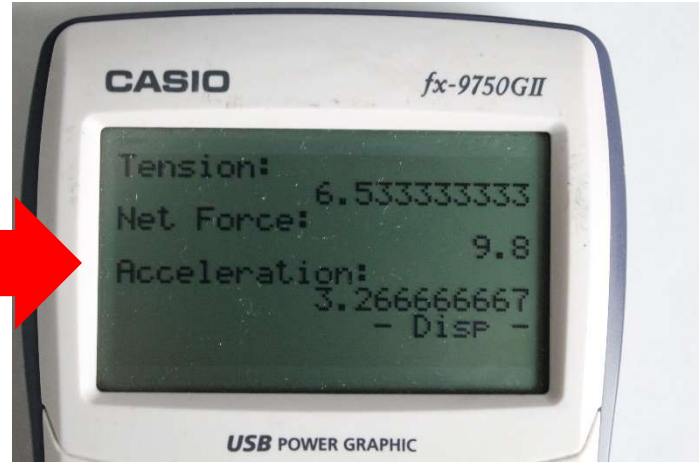 CASIO fx-9750GII
Tension:
6.533333333
Net Force:
9.8
Acceleration:
3.266666667
- Disp -
USB POWER GRAPHIC